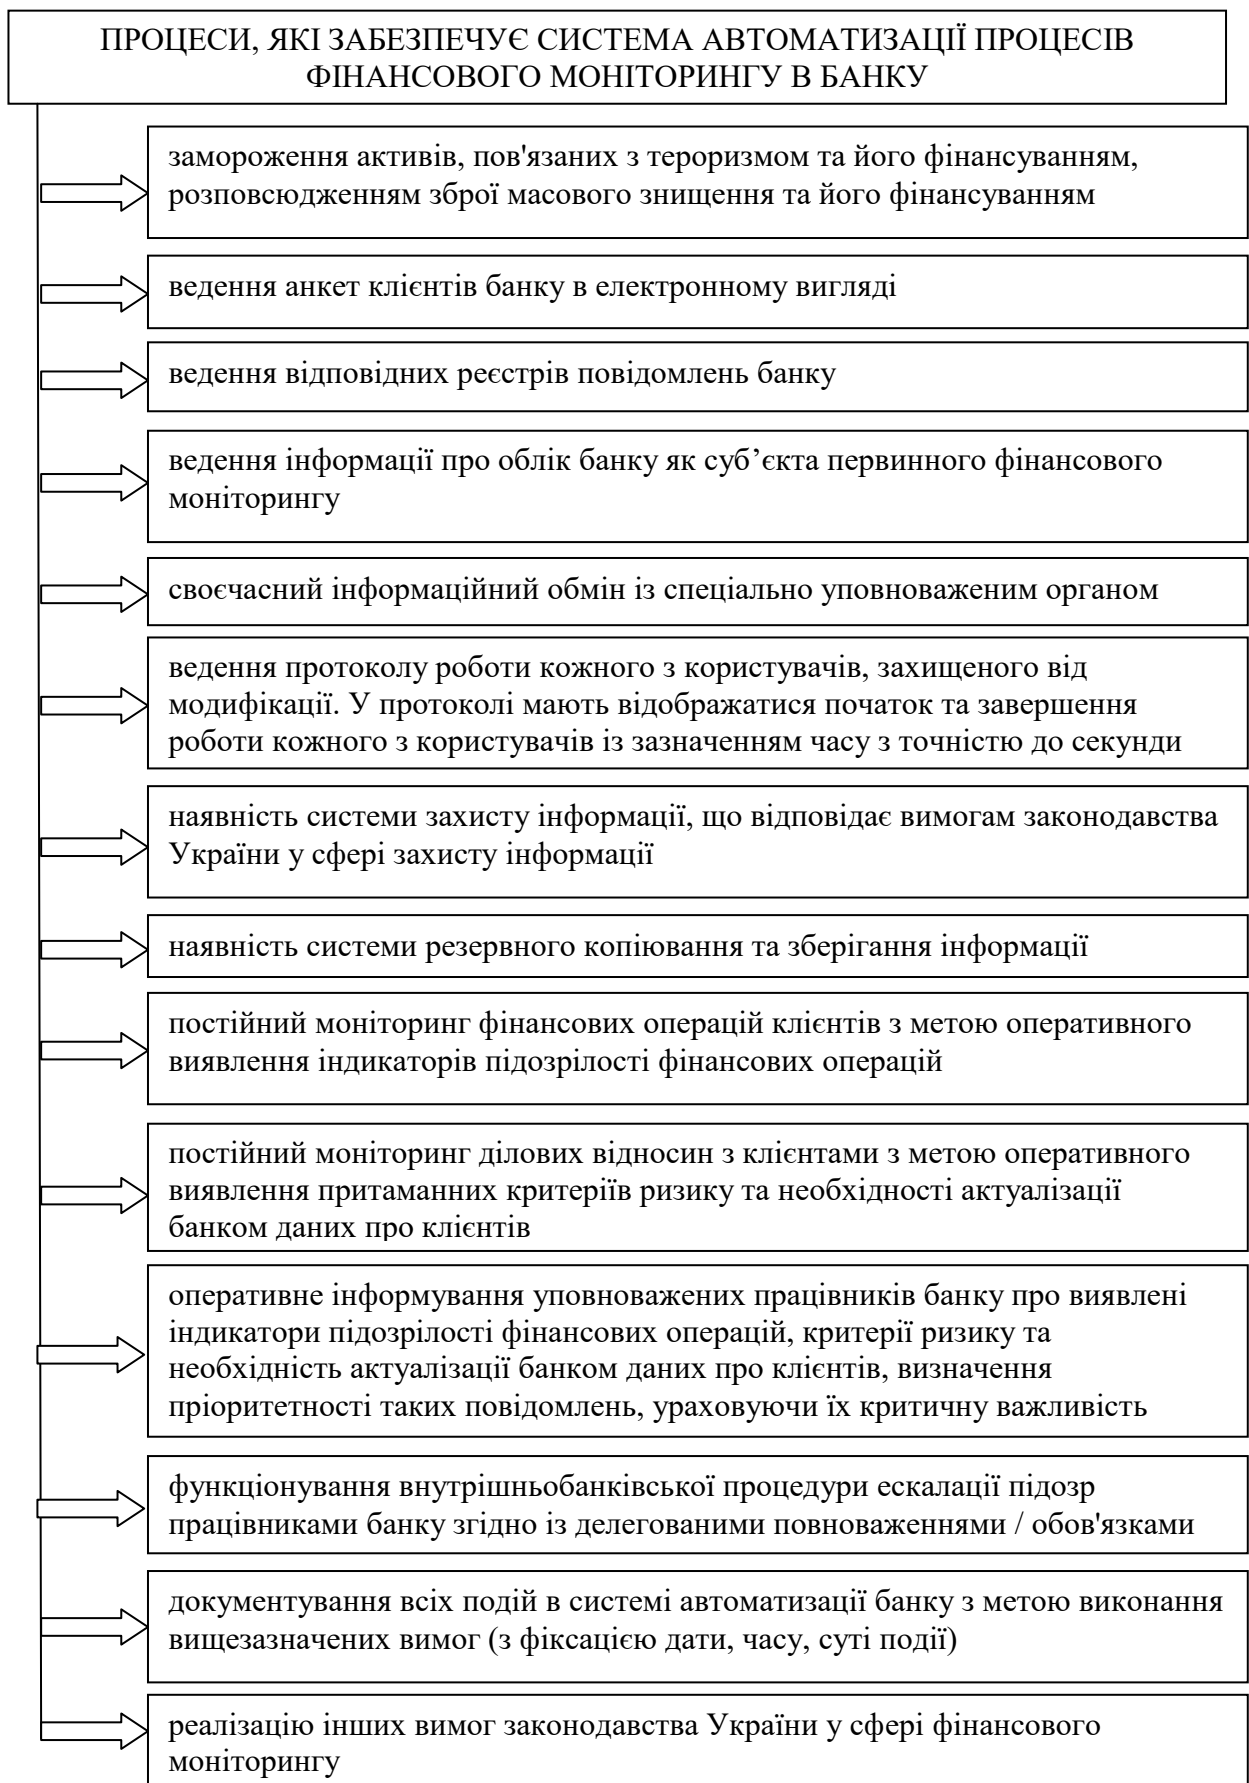 ПРОЦЕСИ, ЯКІ ЗАБЕЗПЕЧУЄ СИСТЕМА АВТОМАТИЗАЦІЇ ПРОЦЕСІВ
ФІНАНСОВОГО МОНІТОРИНГУ В БАНКУ
замороження активів, пов'язаних з тероризмом та його фінансуванням,
розповсюдженням зброї масового знищення та його фінансуванням
ведення анкет клієнтів банку в електронному вигляді
ведення відповідних реєстрів повідомлень банку
ведення інформації про облік банку як суб’єкта первинного фінансового
моніторингу
своєчасний інформаційний обмін із спеціально уповноваженим органом
ведення протоколу роботи кожного з користувачів, захищеного від
модифікації. У протоколі мають відображатися початок та завершення
роботи кожного з користувачів із зазначенням часу з точністю до секунди
наявність системи захисту інформації, що відповідає вимогам законодавства
України у сфері захисту інформації
наявність системи резервного копіювання та зберігання інформації
постійний моніторинг фінансових операцій клієнтів з метою оперативного
виявлення індикаторів підозрілості фінансових операцій
постійний моніторинг ділових відносин з клієнтами з метою оперативного
виявлення притаманних критеріїв ризику та необхідності актуалізації
банком даних про клієнтів
оперативне інформування уповноважених працівників банку про виявлені
індикатори підозрілості фінансових операцій, критерії ризику та
необхідність актуалізації банком даних про клієнтів, визначення
пріоритетності таких повідомлень, ураховуючи їх критичну важливість
функціонування внутрішньобанківської процедури ескалації підозр
працівниками банку згідно із делегованими повноваженнями / обов'язками
документування всіх подій в системі автоматизації банку з метою виконання
вищезазначених вимог (з фіксацією дати, часу, суті події)
реалізацію інших вимог законодавства України у сфері фінансового
моніторингу